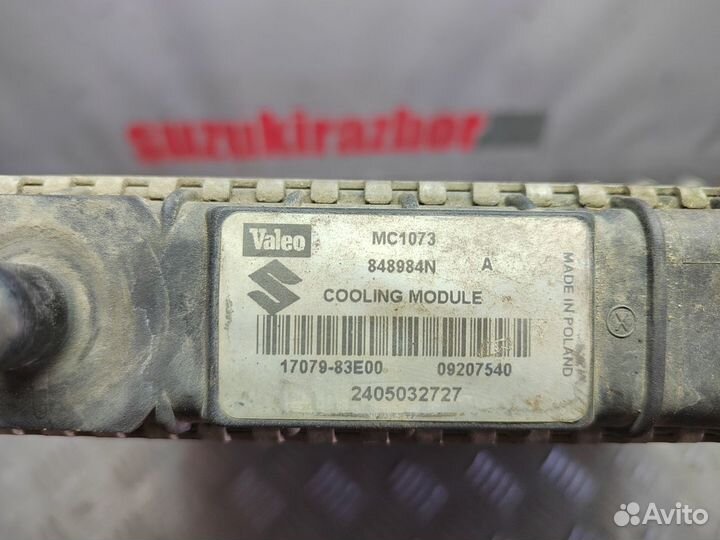 suzukirazbor
Valeo
MC1073
848984N A
COOLING MODULE
17079-83E00 09207540
2405032727
MADE IN POLAND
Avito